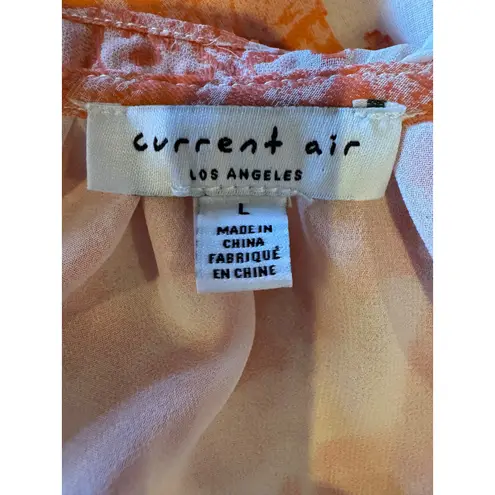 current air
LOS ANGELES
L
MADE IN
CHINA
FABRIQUÉ
EN CHINE